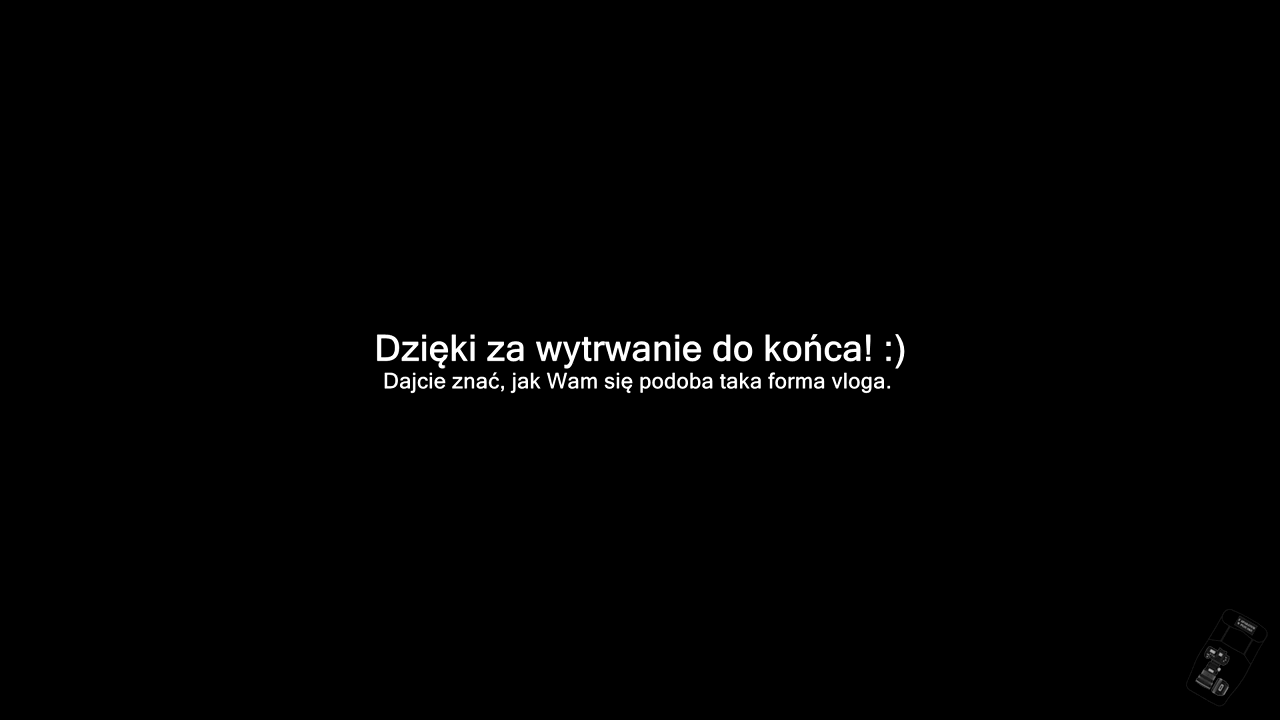 Dzięki za wytrwanie do końca! :)
Dajcie znać, jak Wam się podoba taka forma vloga.